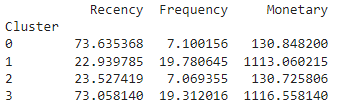 Recency Frequency Monetary
Cluster
0 73.635368 7.100156 130.848200
1 22.939785 19.780645 1113.060215
2 23.527419 7.069355 130.725806
3 73.058140 19.312016 1116.558140